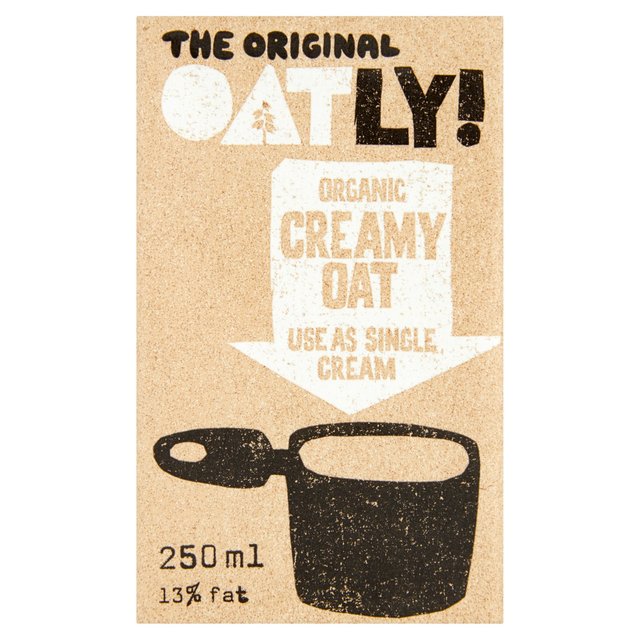 THE ORIGINAL
OATLY!
ORGANIC
CREAMY
OAT
USE AS SINGLE
CREAM
250 ml
13% fat